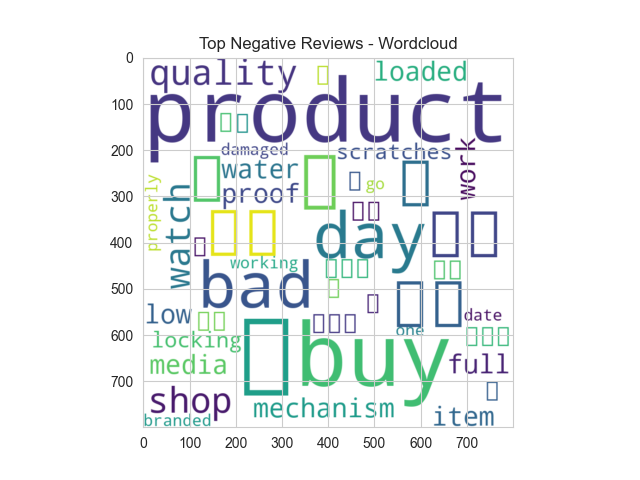 Top Negative Reviews - Wordcloud
0
100
200
300
400
500
600
700
0 100 200 300 400 500 600 700
quality
loaded
product
damaged
scratches
work
water
go
properly
proof
watch
day
working
bad
low
date
one
locking
buy
media
full
shop
mechanism
item
branded